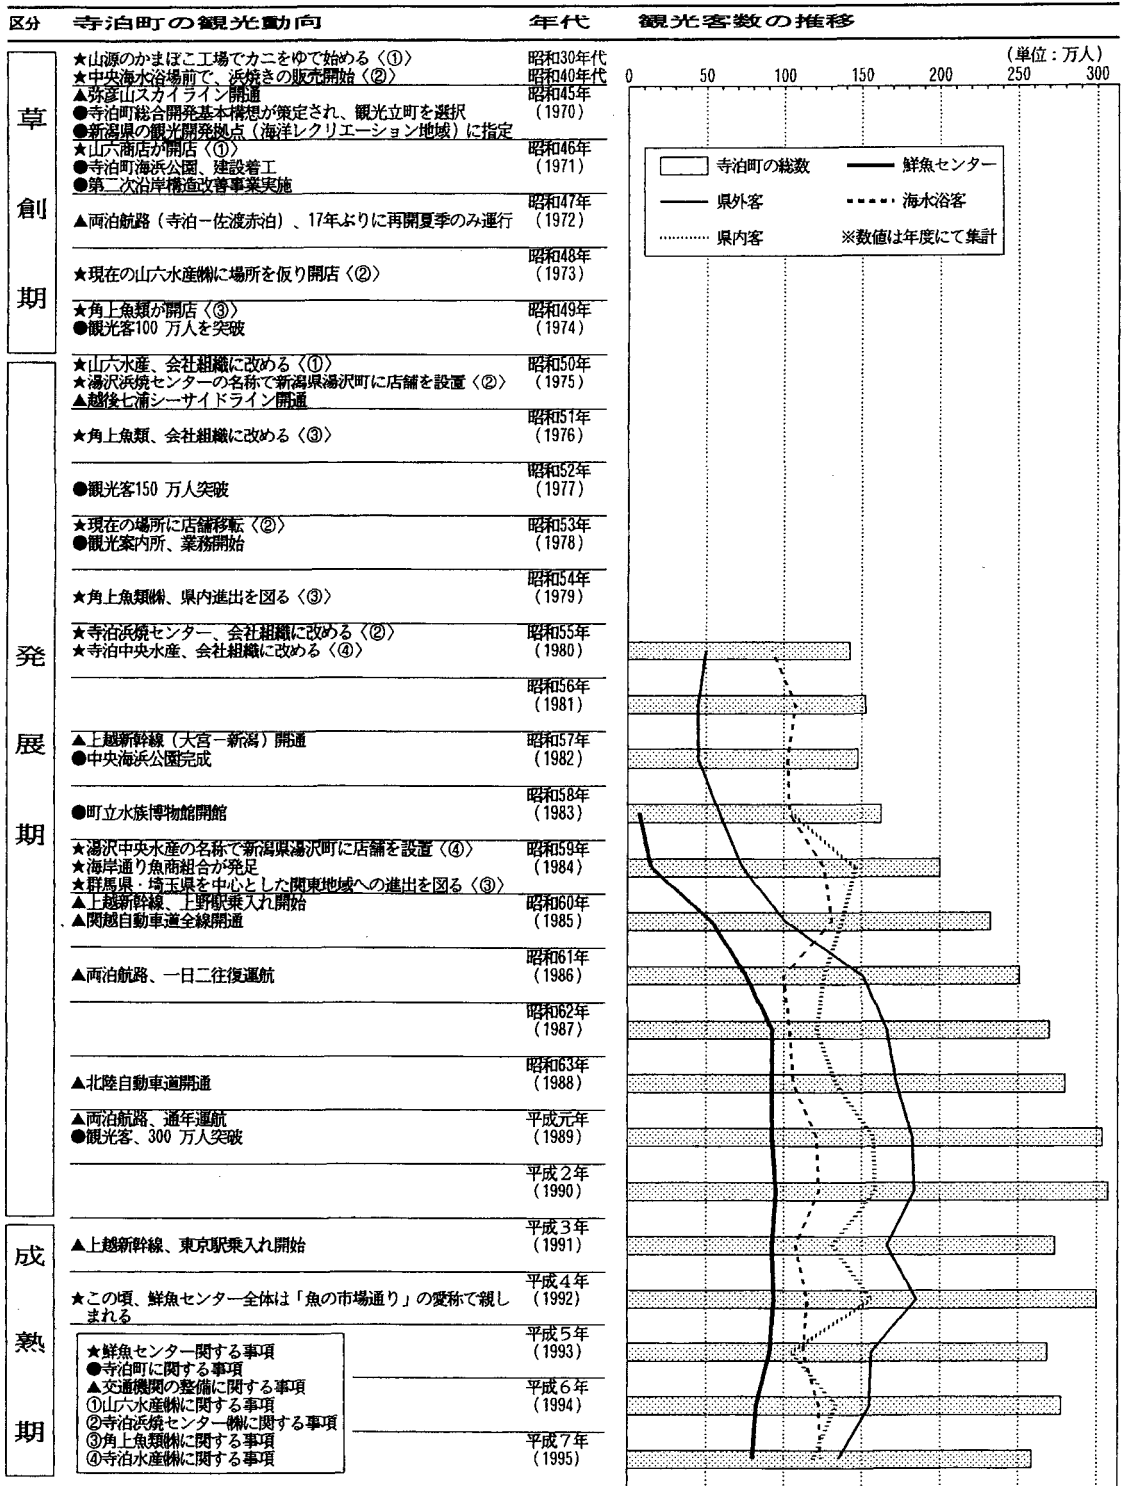 区分 寺泊町の観光動向 年代 観光客数の推移
草創期
★山源のかまぼこ工場でカニをゆで始める〈①〉 昭和30年代
★中央海水浴場前で、浜焼きの販売開始〈②〉 昭和40年代
▲弥彦山スカイライン開通 昭和45年
●寺泊町総合開発基本構想が策定され、観光立町を選択 (1970)
●新潟県の観光開発拠点(海洋レクリエーション地域)に指定
★山六商店が開店〈①〉 昭和46年
●寺泊町海浜公園、建設着工 (1971)
●第二次沿岸構造改善事業実施
昭和47年
▲両泊航路(寺泊−佐渡赤泊)、17年ぶりに再開夏季のみ運行 (1972)
昭和48年
★現在の山六水産㈱に場所を仮り開店〈②〉 (1973)
★角上魚類が開店〈③〉 昭和49年
●観光客100 万人を突破 (1974)
発展期
★山六水産、会社組織に改める〈①〉 昭和50年
★湯沢浜焼センターの名称で新潟県湯沢町に店舗を設置〈②〉 (1975)
▲越後七浦シーサイドライン開通
昭和51年
★角上魚類、会社組織に改める〈③〉 (1976)
昭和52年
●観光客150 万人突破 (1977)
★現在の場所に店舗移転〈②〉 昭和53年
●観光案内所、業務開始 (1978)
昭和54年
★角上魚類㈱、県内進出を図る〈③〉 (1979)
★寺泊浜焼センター、会社組織に改める〈②〉 昭和55年
★寺泊中央水産、会社組織に改める〈④〉 (1980)
昭和56年
(1981)
▲上越新幹線(大宮−新潟)開通 昭和57年
●中央海浜公園完成 (1982)
昭和58年
●町立水族博物館開館 (1983)
★湯沢中央水産の名称で新潟県湯沢町に店舗を設置〈④〉 昭和59年
★海岸通り魚商組合が発足 (1984)
★群馬県・埼玉県を中心とした関東地域への進出を図る〈③〉
▲上越新幹線、上野駅乗入れ開始 昭和60年
▲関越自動車道全線開通 (1985)
昭和61年
▲両泊航路、一日二往復運航 (1986)
昭和62年
(1987)
昭和63年
▲北陸自動車道開通 (1988)
▲両泊航路、通年運航 平成元年
●観光客、300 万人突破 (1989)
平成2年
(1990)
成熟期
平成3年
▲上越新幹線、東京駅乗入れ開始 (1991)
平成4年
★この頃、鮮魚センター全体は「魚の市場通り」の愛称で親し (1992)
まれる
平成5年
(1993)
平成6年
(1994)
平成7年
(1995)
★鮮魚センター関する事項
●寺泊町に関する事項
▲交通機関の整備に関する事項
①山六水産㈱に関する事項
②寺泊浜焼センター㈱に関する事項
③角上魚類㈱に関する事項
④寺泊水産㈱に関する事項
(単位:万人)
0 50 100 150 200 250 300
寺泊町の総数 鮮魚センター
県外客 海水浴客
県内客 ※数値は年度にて集計